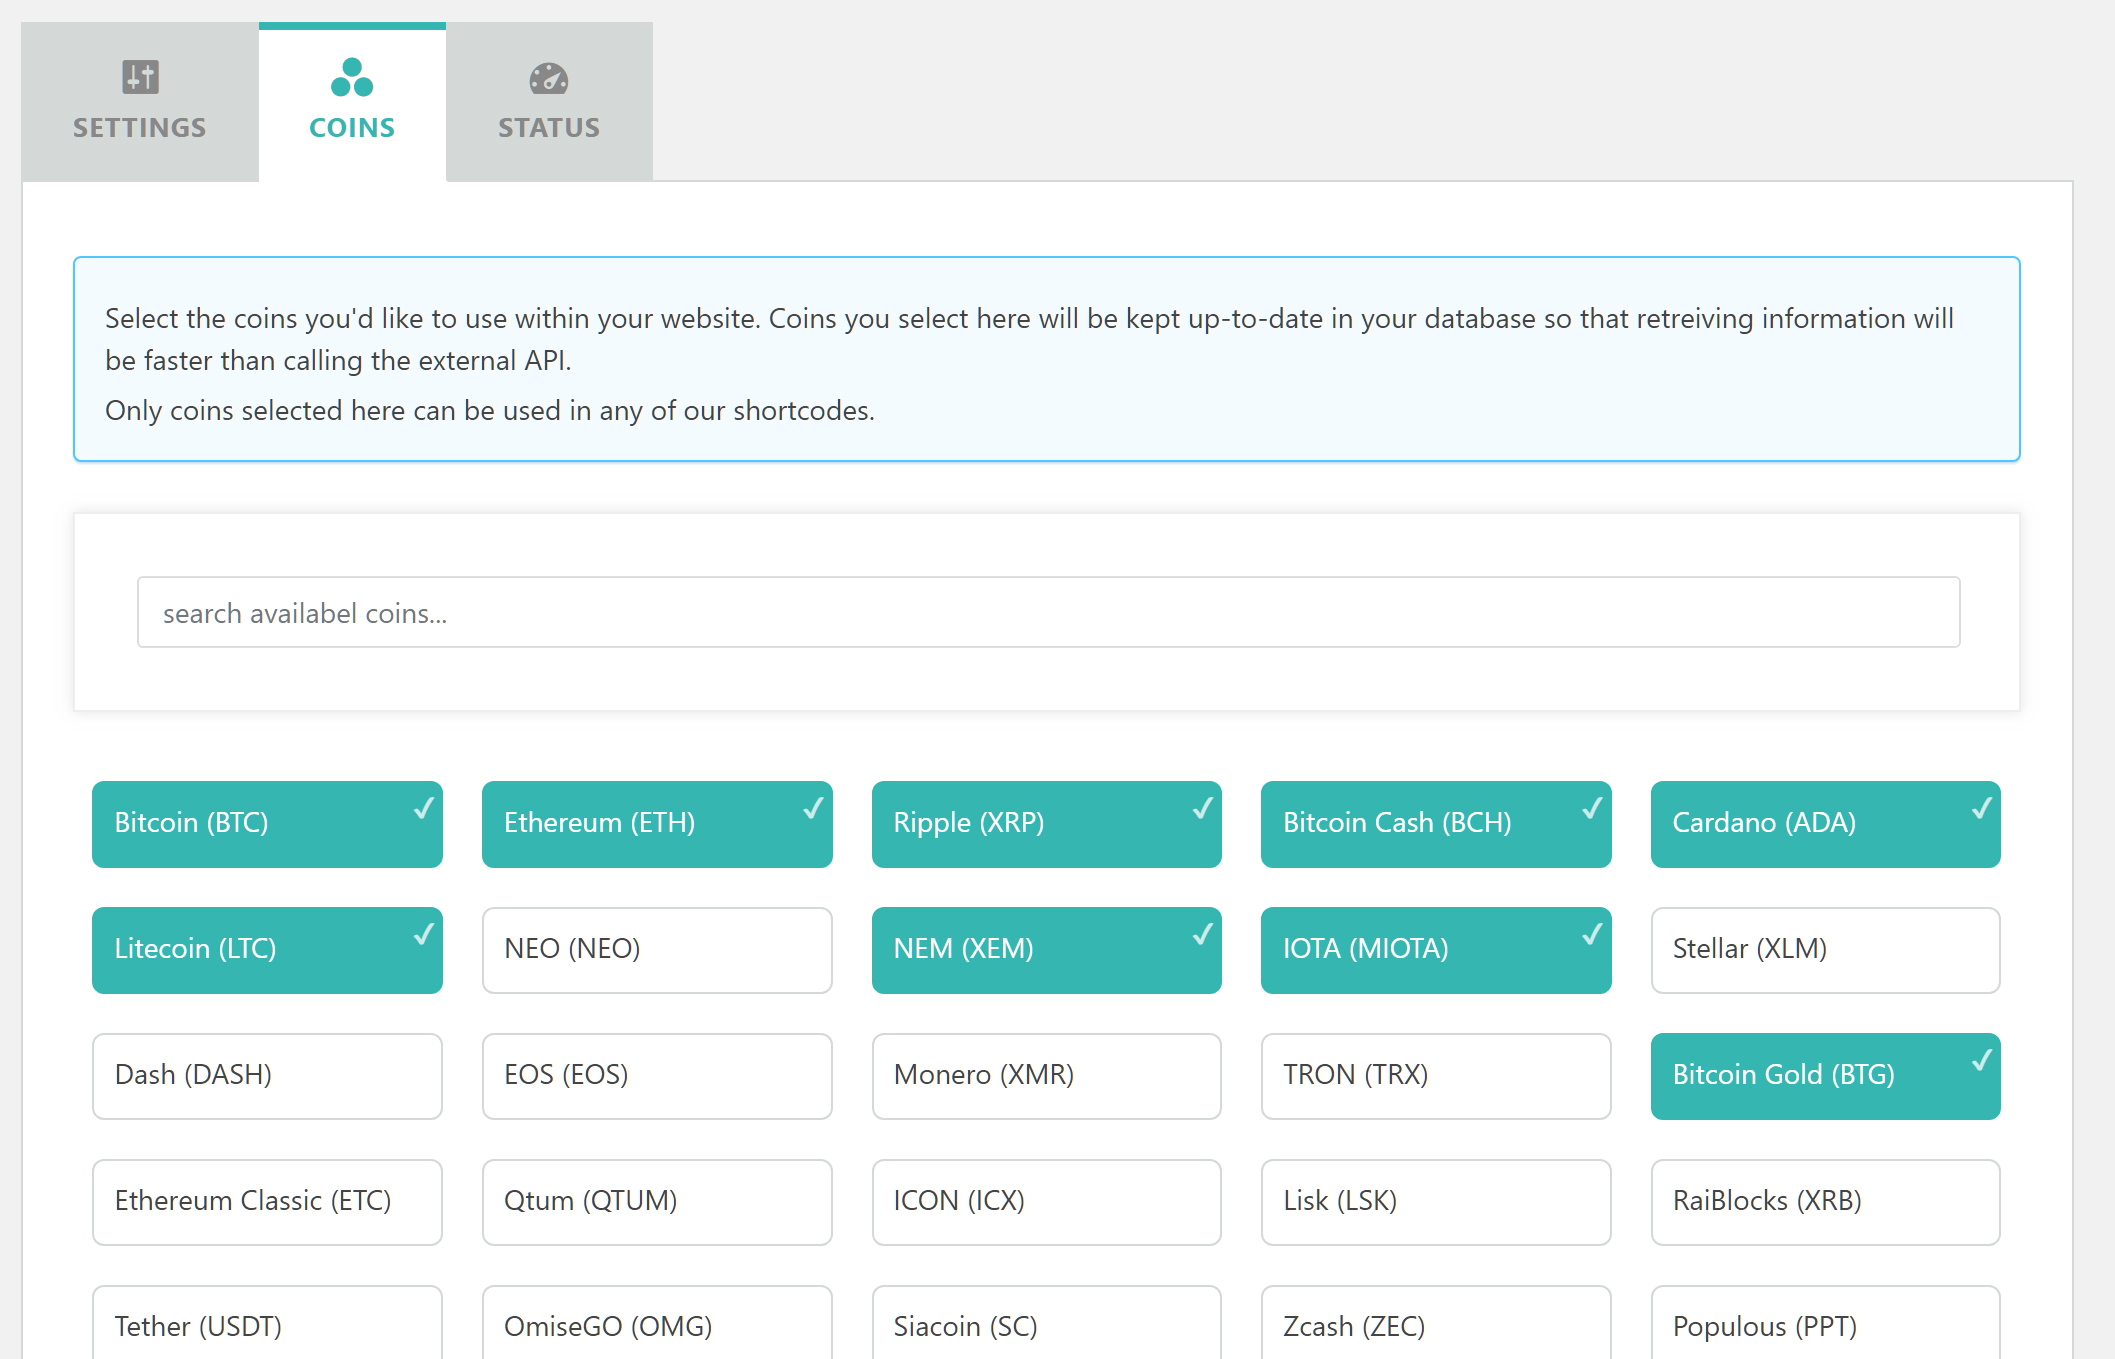 SETTINGS
COINS
STATUS
Select the coins you'd like to use within your website. Coins you select here will be kept up-to-date in your database so that retreiving information will
be faster than calling the external API.
Only coins selected here can be used in any of our shortcodes.
search availabel coins...
Bitcoin (BTC)
Ethereum (ETH)
Ripple (XRP)
Bitcoin Cash (BCH)
Cardano (ADA)
Litecoin (LTC)
NEO (NEO)
NEM (XEM)
IOTA (MIOTA)
Stellar (XLM)
Dash (DASH)
EOS (EOS)
Monero (XMR)
TRON (TRX)
Bitcoin Gold (BTG)
Ethereum Classic (ETC)
Qtum (QTUM)
ICON (ICX)
Lisk (LSK)
RaiBlocks (XRB)
Tether (USDT)
OmiseGO (OMG)
Siacoin (SC)
Zcash (ZEC)
Populous (PPT)